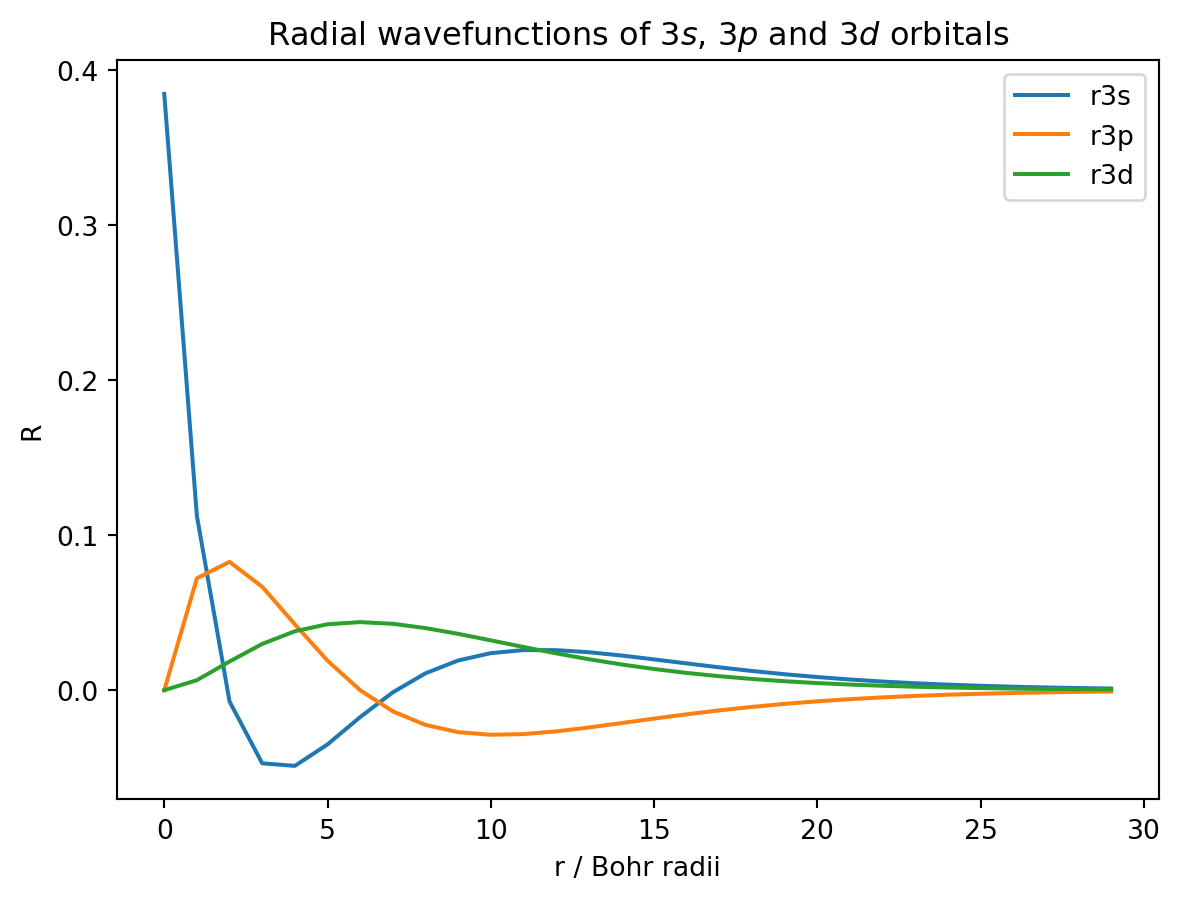 Radial wavefunctions of 3s, 3p and 3d orbitals
r3s
r3p
r3d
0.4
0.3
0.2
0.1
0.0
R
0
5
10
15
20
25
30
r / Bohr radii